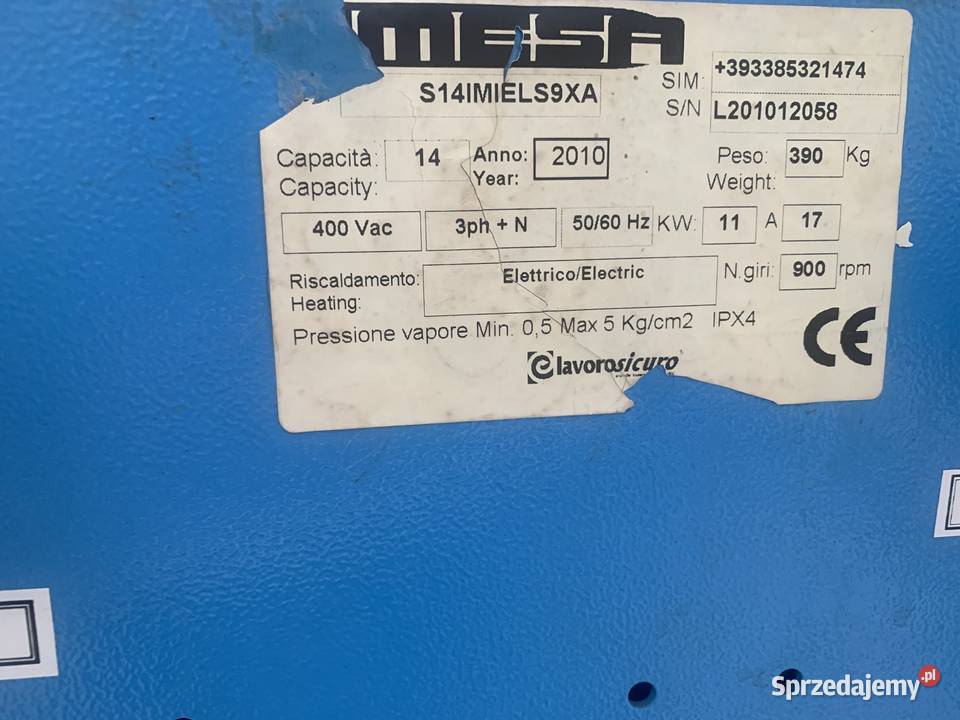 IMESA
S14IMIELS9XA
SIM: +393385321474
S/N L201012058
Capacità: 14 Anno: 2010 Peso: 390 Kg
Capacity: Year: Weight:
400 Vac 3ph + N 50/60 Hz KW: 11 A 17
Riscaldamento: Elettrico/Electric N.giri: 900 rpm
Heating:
Pressione vapore Min. 0,5 Max 5 Kg/cm2 IPX4
CE
lavorosicuro
Sprzedajemy.pl